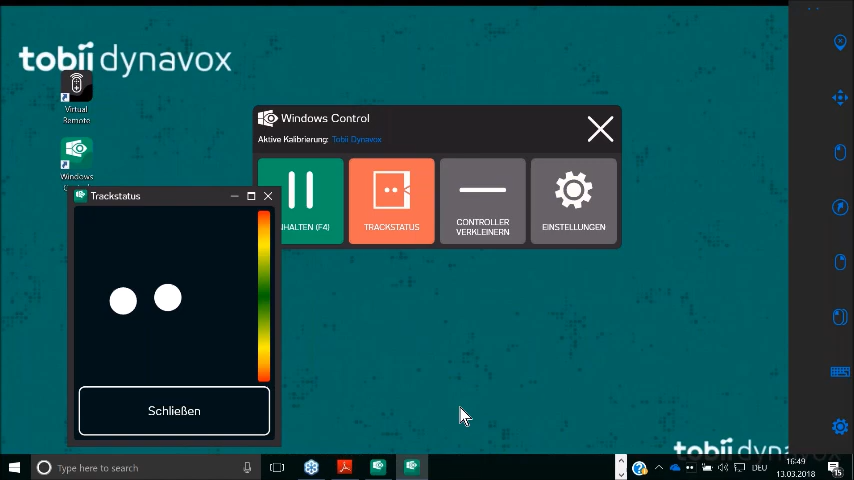 tobii dynavox
Virtual
Remote
Windows
Windows Control
Aktive Kalibrierung: Tobii Dynavox
HALTEN (F4)
TRACKSTATUS
CONTROLLER
VERKLEINERN
EINSTELLUNGEN
Trackstatus
Schließen
tobii dynavox
Type here to search
DEU
16:49
13.03.2018
15